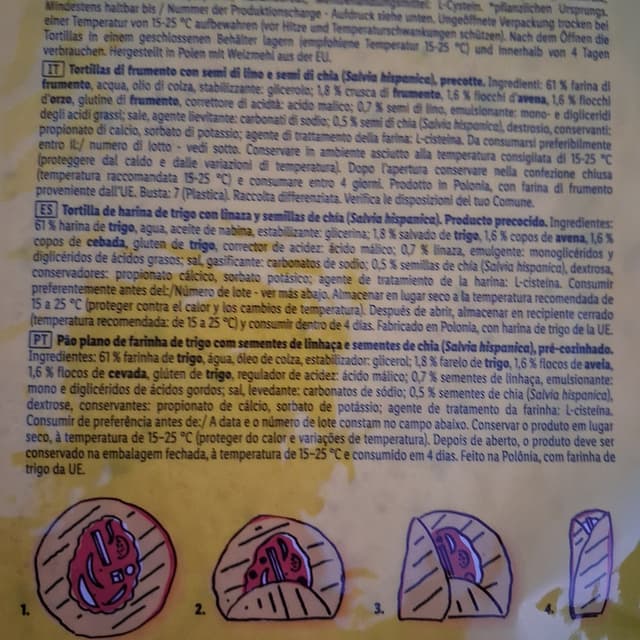 Mindestens haltbar bis / Nummer der Produktionscharge - Aufdruck siehe unten. Ungeöffnete Verpackung trocken bei
einer Temperatur von 15-25 °C aufbewahren (vor Hitze und Temperaturschwankungen schützen). Nach dem Öffnen die
Tortillas in einem geschlossenen Behälter lagern (empfohlene Temperatur 15-25 °C) und innerhalb von 4 Tagen
verbrauchen. Hergestellt in Polen mit Weizmehl aus der EU.
IT Tortillas di frumento con semi di lino e semi di chia (Salvia hispanica), precotte. Ingredienti: 61 % farina di
frumento, acqua, olio di colza, stabilizzante: glicerolo; 1,8 % crusca di frumento, 1,6 % fiocchi d'avena, 1,6 % fiocchi
d'orzo, glutine di frumento, correttore di acidità: acido malico; 0,7 % semi di lino, emulsionante: mono- e digliceridi
degli acidi grassi; sale, agente lievitante: carbonati di sodio; 0,5 % semi di chia (Salvia hispanica), destrosio, conservanti:
propionato di calcio, sorbato di potassio; agente di trattamento della farina: L-cisteina. Da consumarsi preferibilmente
entro il:/ numero di lotto - vedi sotto. Conservare in ambiente asciutto alla temperatura consigliata di 15-25 °C
(proteggere dal caldo e dalle variazioni di temperatura). Dopo l'apertura conservare nella confezione chiusa
(temperatura raccomandata 15-25 °C) e consumare entro 4 giorni. Prodotto in Polonia, con farina di frumento
proveniente dall'UE. Busta: 7 (Plastica). Raccolta differenziata. Verifica le disposizioni del tuo Comune.
ES Tortilla de harina de trigo con linaza y semillas de chía (Salvia hispanica). Producto precocido. Ingredientes:
61 % harina de trigo, agua, aceite de nabina, estabilizante: glicerina; 1,8 % salvado de trigo, 1,6 % copos de avena, 1,6 %
copos de cebada, gluten de trigo, corrector de acidez: ácido málico; 0,7 % linaza, emulgente: monoglicéridos y
diglicéridos de ácidos grasos; sal, gasificante: carbonatos de sodio; 0,5 % semillas de chía (Salvia hispanica), dextrosa,
conservadores: propionato cálcico, sorbato potásico; agente de tratamiento de la harina: L-cisteína. Consumir
preferentemente antes del:/Número de lote - ver más abajo. Almacenar en lugar seco a la temperatura recomendada de
15 a 25 °C (proteger contra el calor y los cambios de temperatura). Después de abrir, almacenar en recipiente cerrado
(temperatura recomendada: de 15 a 25 °C) y consumir dentro de 4 días. Fabricado en Polonia, con harina de trigo de la UE.
PT Pão plano de farinha de trigo com sementes de linhaça e sementes de chia (Salvia hispanica), pré-cozinhado.
Ingredientes: 61 % farinha de trigo, água, óleo de colza, estabilizador: glicerol; 1,8 % farelo de trigo, 1,6 % flocos de aveia,
1,6 % flocos de cevada, glúten de trigo, regulador de acidez: ácido málico; 0,7 % sementes de linhaça, emulsionante:
mono e diglicéridos de ácidos gordos; sal, levedante: carbonatos de sódio; 0,5 % sementes de chia (Salvia hispanica),
dextrose, conservantes: propionato de cálcio, sorbato de potássio; agente de tratamento da farinha: L-cisteína.
Consumir de preferência antes de:/ A data e o número de lote constam no campo abaixo. Conservar o produto em lugar
seco, à temperatura de 15-25 °C (proteger do calor e variações de temperatura). Depois de aberto, o produto deve ser
conservado na embalagem fechada, à temperatura de 15-25 °C e consumido em 4 dias. Feito na Polônia, com farinha de
trigo da UE.
1. 2. 3. 4.